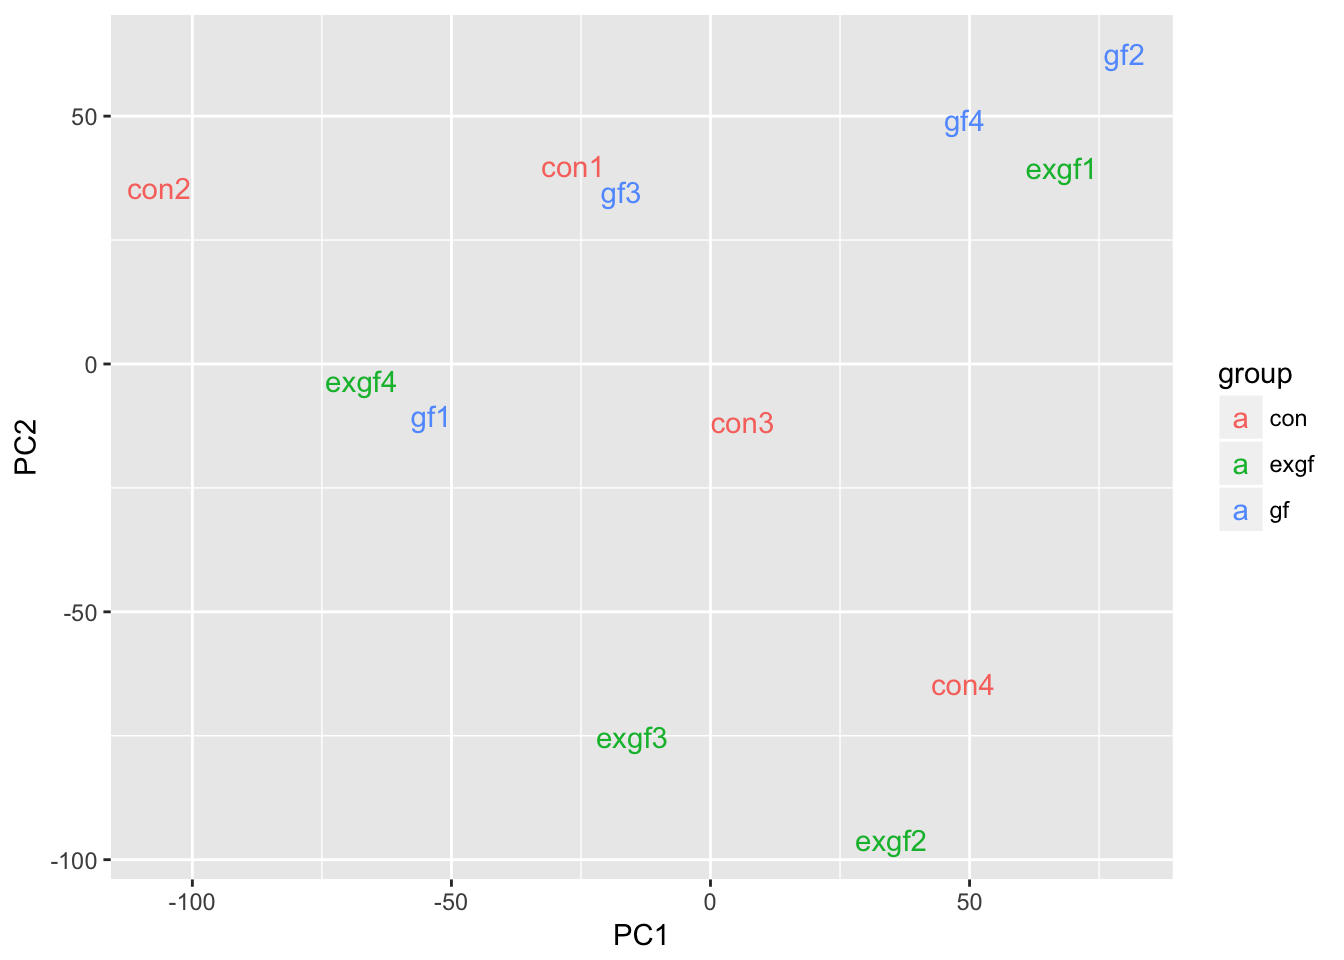 gf2
50
gf4
con1
exgf1
con2
gf3
0
exgf4
group
gf1
con3
a con
PC2
a exgf
a gf
-50
con4
exgf3
exgf2
-100
-100 -50 0 50
PC1